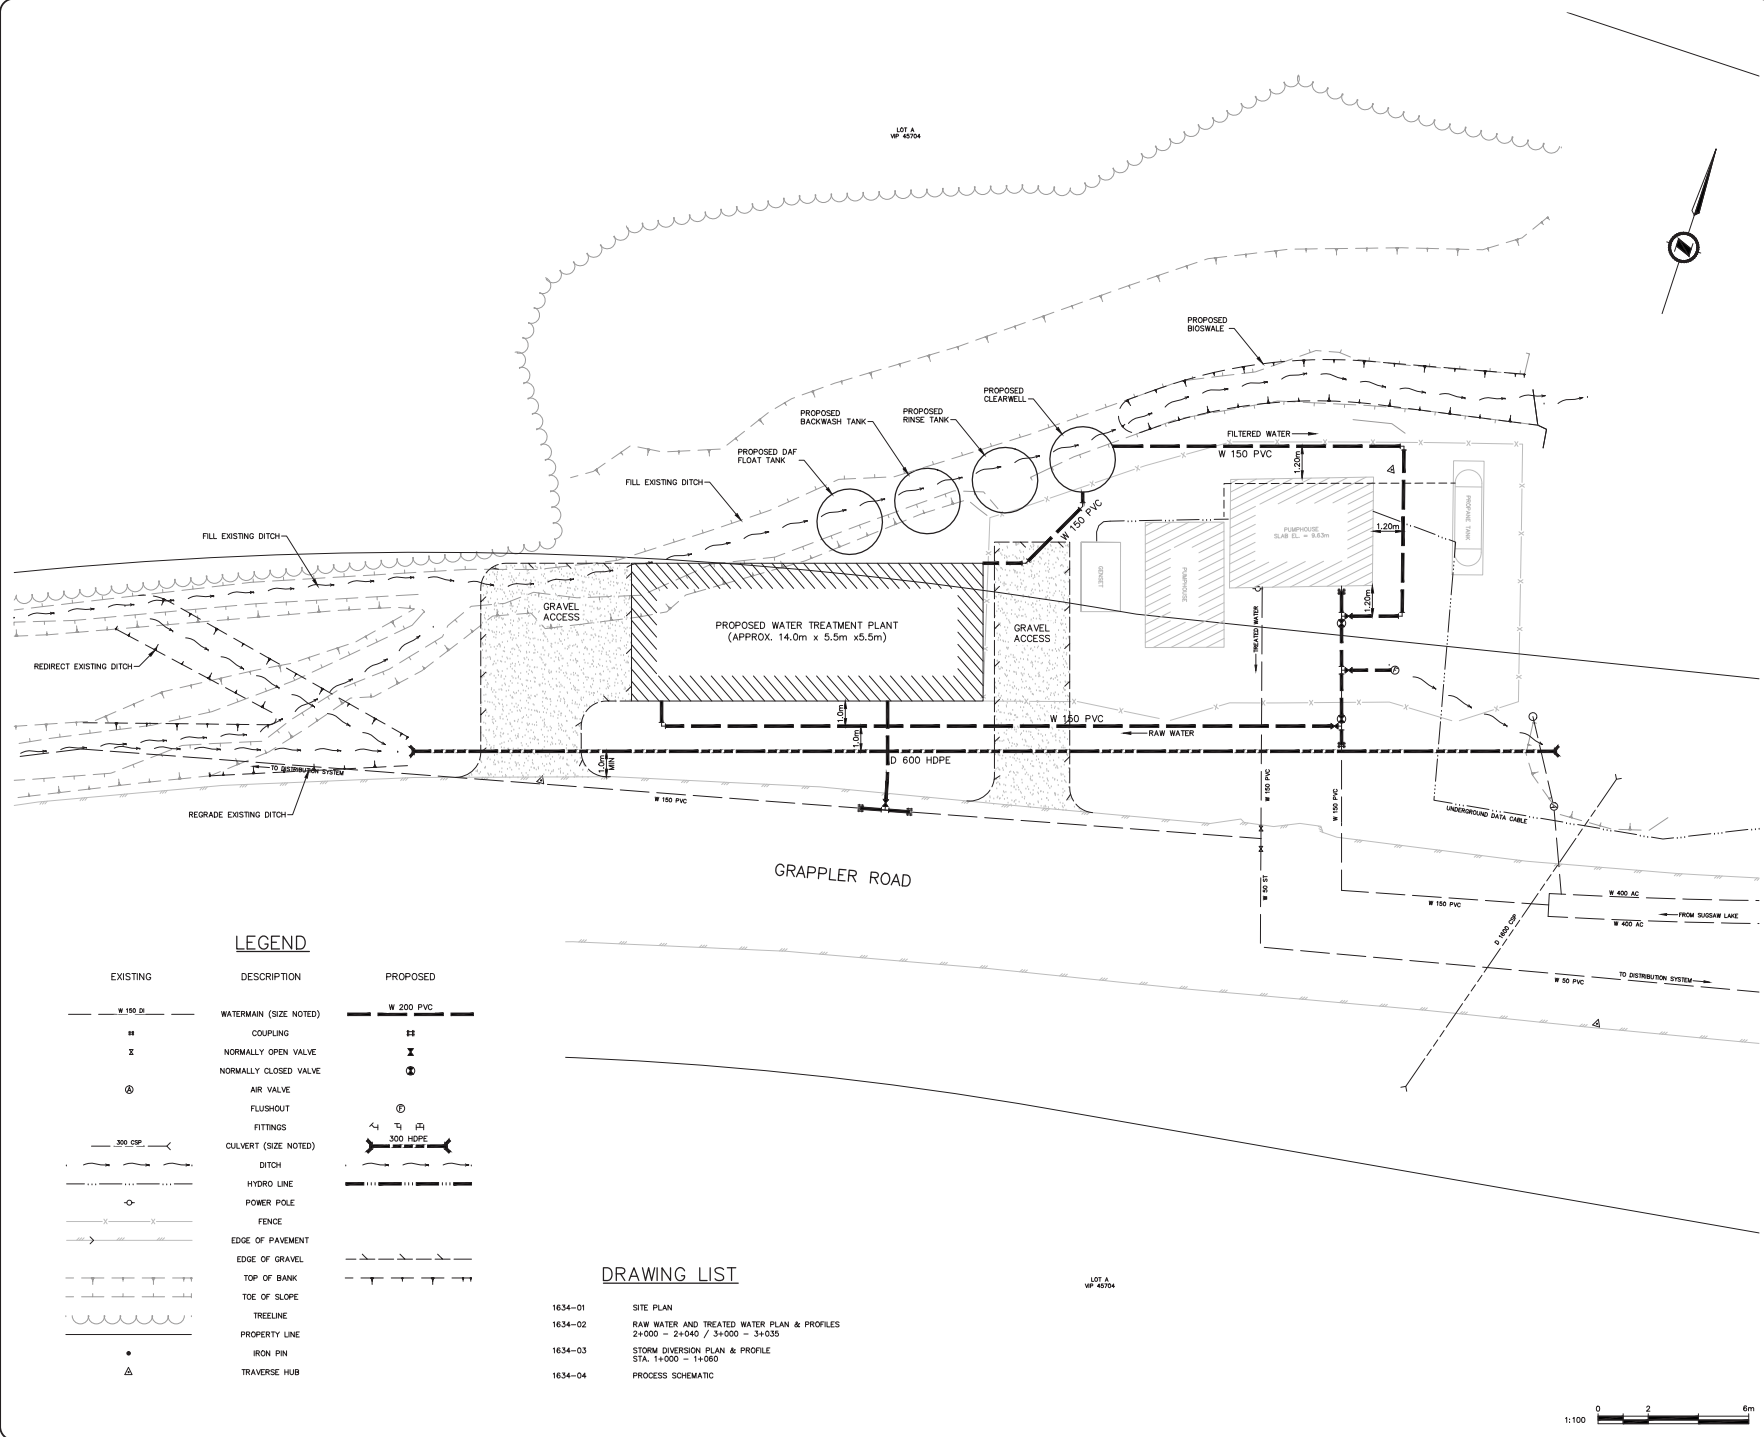 LOT A
VIP 45704
PROPOSED
BIOSWALE
PROPOSED
CLEARWELL
PROPOSED
RINSE TANK
PROPOSED
BACKWASH TANK
PROPOSED DAF
FLOAT TANK
FILL EXISTING DITCH
FILL EXISTING DITCH
FILTERED WATER
W 150 PVC
1.20m
W 150 PVC
PUMPHOUSE
SLAB EL. = 9.63m
1.20m
PROPANE TANK
GENSET
PUMPHOUSE
1.20m
TREATED WATER
GRAVEL
ACCESS
PROPOSED WATER TREATMENT PLANT
(APPROX. 14.0m x 5.5m x5.5m)
GRAVEL
ACCESS
REDIRECT EXISTING DITCH
1.0m
W 150 PVC
RAW WATER
1.0m
D 600 HDPE
1.0m
MIN
TO DISTRIBUTION SYSTEM
REGRADE EXISTING DITCH
W 150 PVC
W 150 PVC
W 150 PVC
UNDERGROUND DATA CABLE
GRAPPLER ROAD
W 50 ST
W 150 PVC
W 400 AC
FROM SUGSAW LAKE
W 400 AC
D 1600 CSP
TO DISTRIBUTION SYSTEM
W 50 PVC
LEGEND
EXISTING DESCRIPTION PROPOSED
W 150 DI WATERMAIN (SIZE NOTED) W 200 PVC
COUPLING
NORMALLY OPEN VALVE
NORMALLY CLOSED VALVE
A AIR VALVE
FLUSHOUT F
FITTINGS
300 CSP CULVERT (SIZE NOTED) 300 HDPE
DITCH
HYDRO LINE
POWER POLE
FENCE
EDGE OF PAVEMENT
EDGE OF GRAVEL
TOP OF BANK
TOE OF SLOPE
TREELINE
PROPERTY LINE
IRON PIN
TRAVERSE HUB
DRAWING LIST
1634-01 SITE PLAN
1634-02 RAW WATER AND TREATED WATER PLAN & PROFILES
2+000 - 2+040 / 3+000 - 3+035
1634-03 STORM DIVERSION PLAN & PROFILE
STA. 1+000 - 1+060
1634-04 PROCESS SCHEMATIC
LOT A
VIP 45704
1:100 0 2 6m